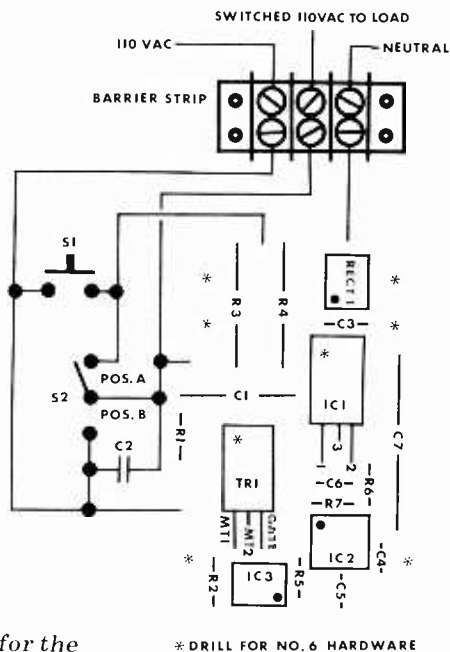 SWITCHED 110VAC TO LOAD
110 VAC
NEUTRAL
BARRIER STRIP
S1
*
*
R3
R4
RECT 1
*
C3
*
POS. A
S2
POS. B
C1
*
IC1
C7
R1
C2
*
TR1
1
3
2
C6
R6
R7
MT1
MT2
GATE
*
R2
IC3
R5
IC2
C4
*
C5
for the
* DRILL FOR NO. 6 HARDWARE